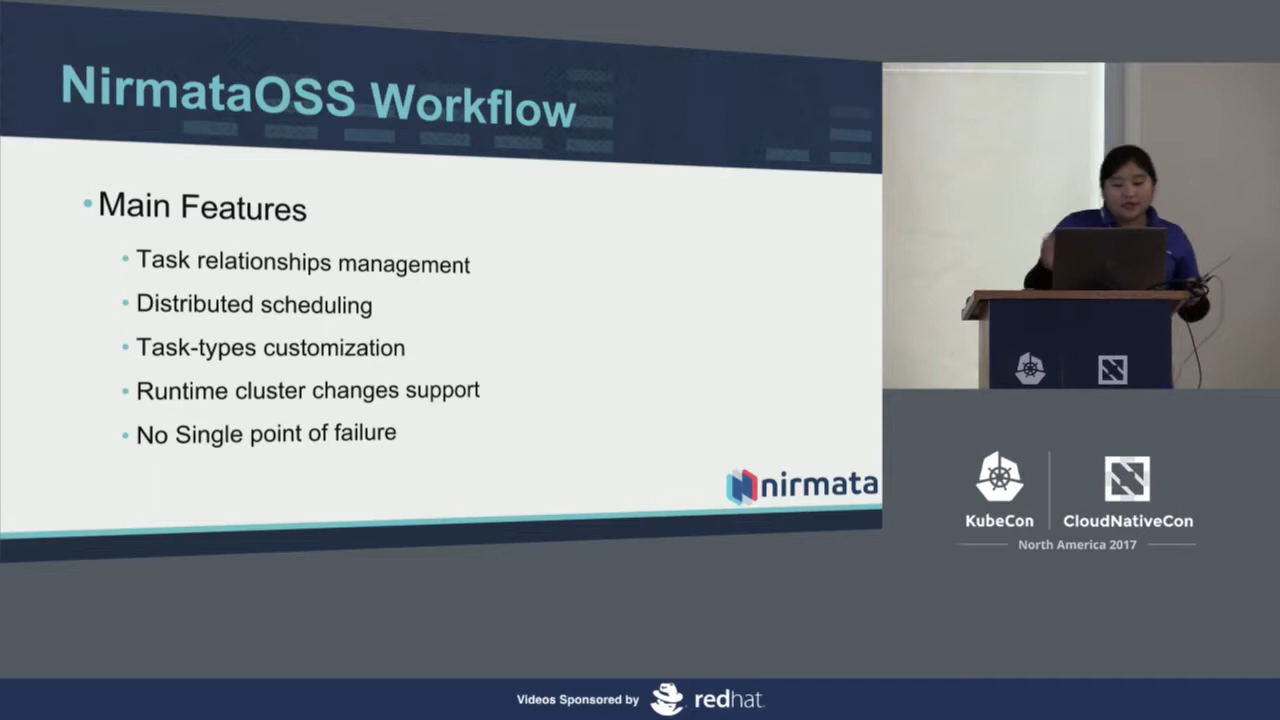 NirmataOSS Workflow
• Main Features
• Task relationships management
• Distributed scheduling
• Task-types customization
• Runtime cluster changes support
• No Single point of failure
nirmata
KubeCon
CloudNativeCon
North America 2017
Videos Sponsored by redhat.